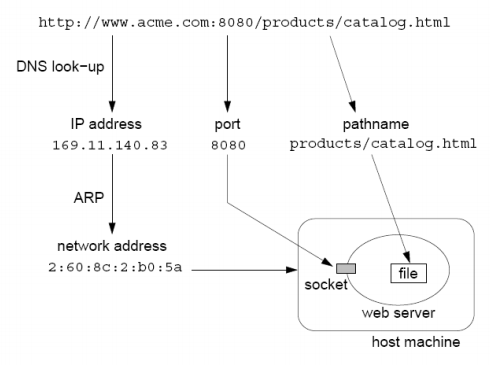 http://www.acme.com:8080/products/catalog.html
DNS look-up
IP address
169.11.140.83
port
8080
pathname
products/catalog.html
ARP
network address
2:60:8c:2:b0:5a
socket
file
web server
host machine